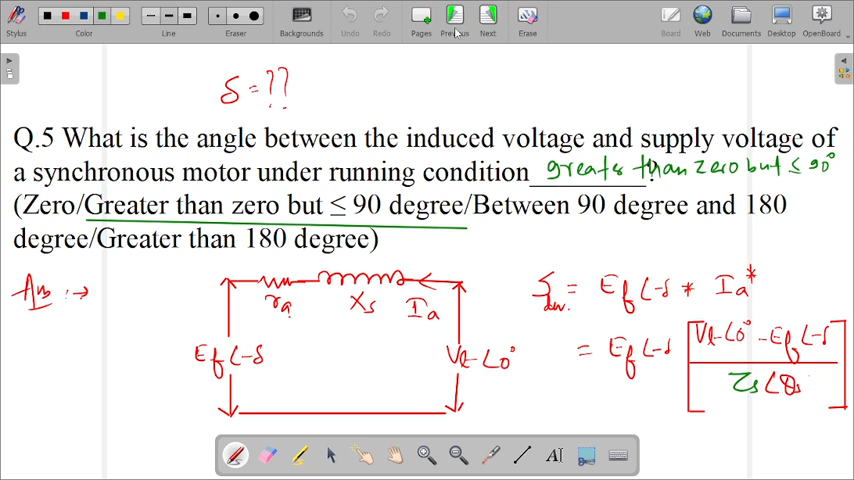 Stylus
Color
Line
Eraser
Backgrounds
Undo
Redo
Pages
Previous
Next
Erase
Board
Web
Documents
Desktop
OpenBoard
δ = ??
Q.5 What is the angle between the induced voltage and supply voltage of
a synchronous motor under running condition greater than zero but ≤ 90° ?
(Zero/Greater than zero but ≤ 90 degree/Between 90 degree and 180
degree/Greater than 180 degree)
Ans :→
ra
Xs
Ia
Ef∠-δ
Vt∠0°
Sdev. = Ef∠-δ * Ia*
= Ef∠-δ [ Vt∠0° - Ef∠-δ
Zs∠θs ]